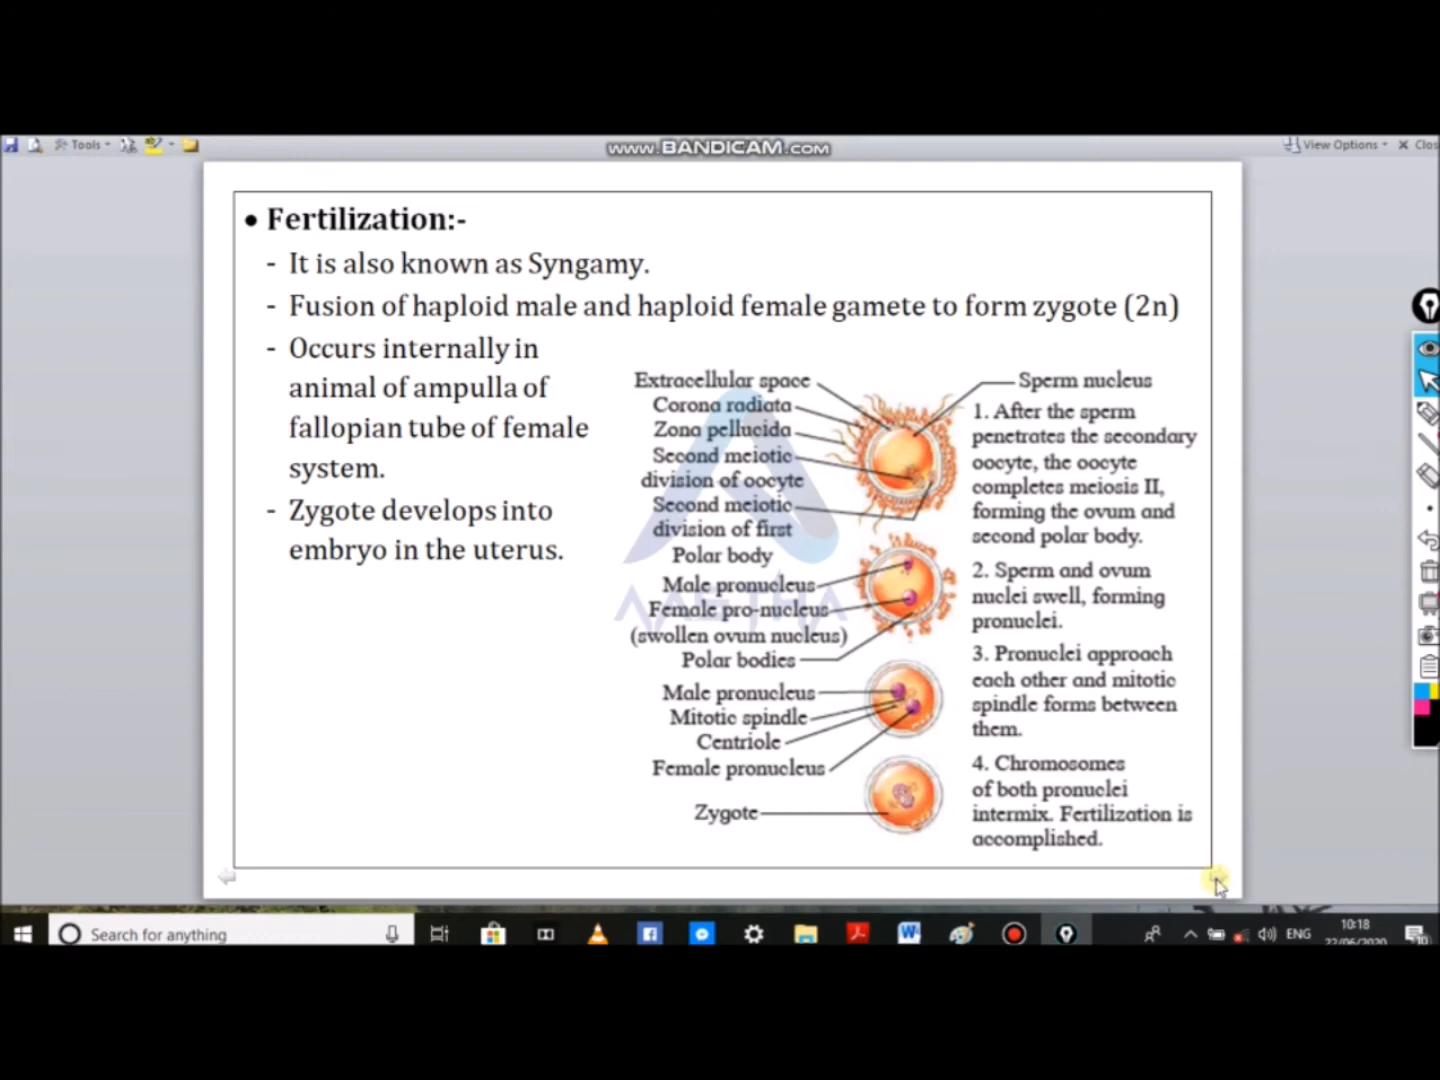 Tools
www.BANDICAM.com
View Options
Clos
• Fertilization:-
- It is also known as Syngamy.
- Fusion of haploid male and haploid female gamete to form zygote (2n)
- Occurs internally in
animal of ampulla of
fallopian tube of female
system.
- Zygote develops into
embryo in the uterus.
Extracellular space
Corona radiata
Zona pellucida
Second meiotic
division of oocyte
Second meiotic
division of first
Polar body
Male pronucleus
Female pro-nucleus
(swollen ovum nucleus)
Polar bodies
Male pronucleus
Mitotic spindle
Centriole
Female pronucleus
Zygote
Sperm nucleus
1. After the sperm
penetrates the secondary
oocyte, the oocyte
completes meiosis II,
forming the ovum and
second polar body.
2. Sperm and ovum
nuclei swell, forming
pronuclei.
3. Pronuclei approach
each other and mitotic
spindle forms between
them.
4. Chromosomes
of both pronuclei
intermix. Fertilization is
accomplished.
AASTHA
Search for anything
ENG
10:18
22/06/2020